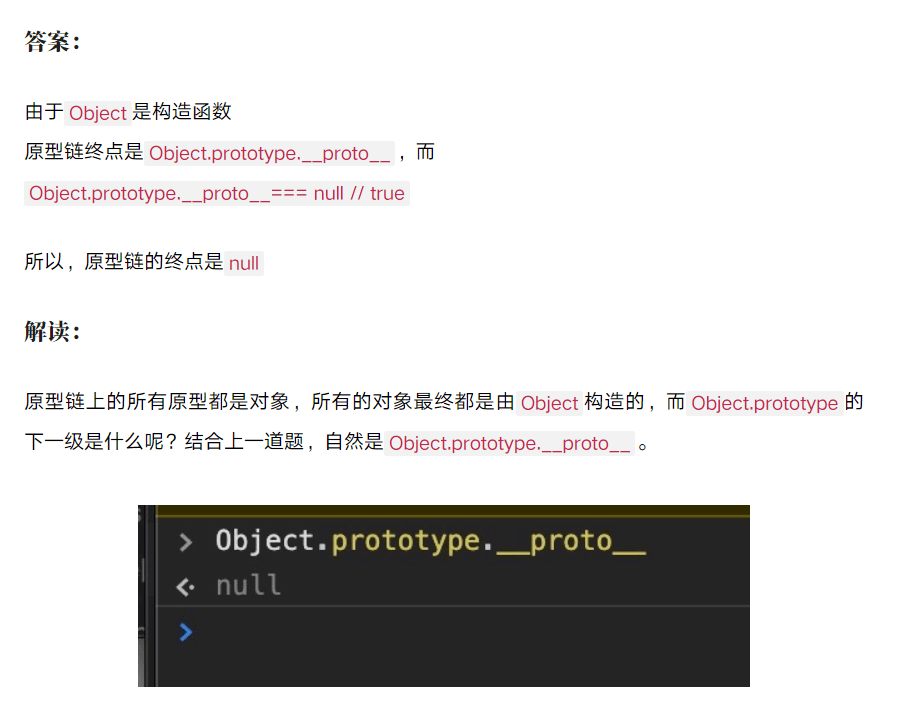 答案：
由于 Object 是构造函数
原型链终点是 Object.prototype.__proto__ ，而
Object.prototype.__proto__=== null // true
所以，原型链的终点是 null
解读：
原型链上的所有原型都是对象，所有的对象最终都是由 Object 构造的，而 Object.prototype 的
下一级是什么呢？结合上一道题，自然是 Object.prototype.__proto__ 。
> Object.prototype.__proto__
<· null
>